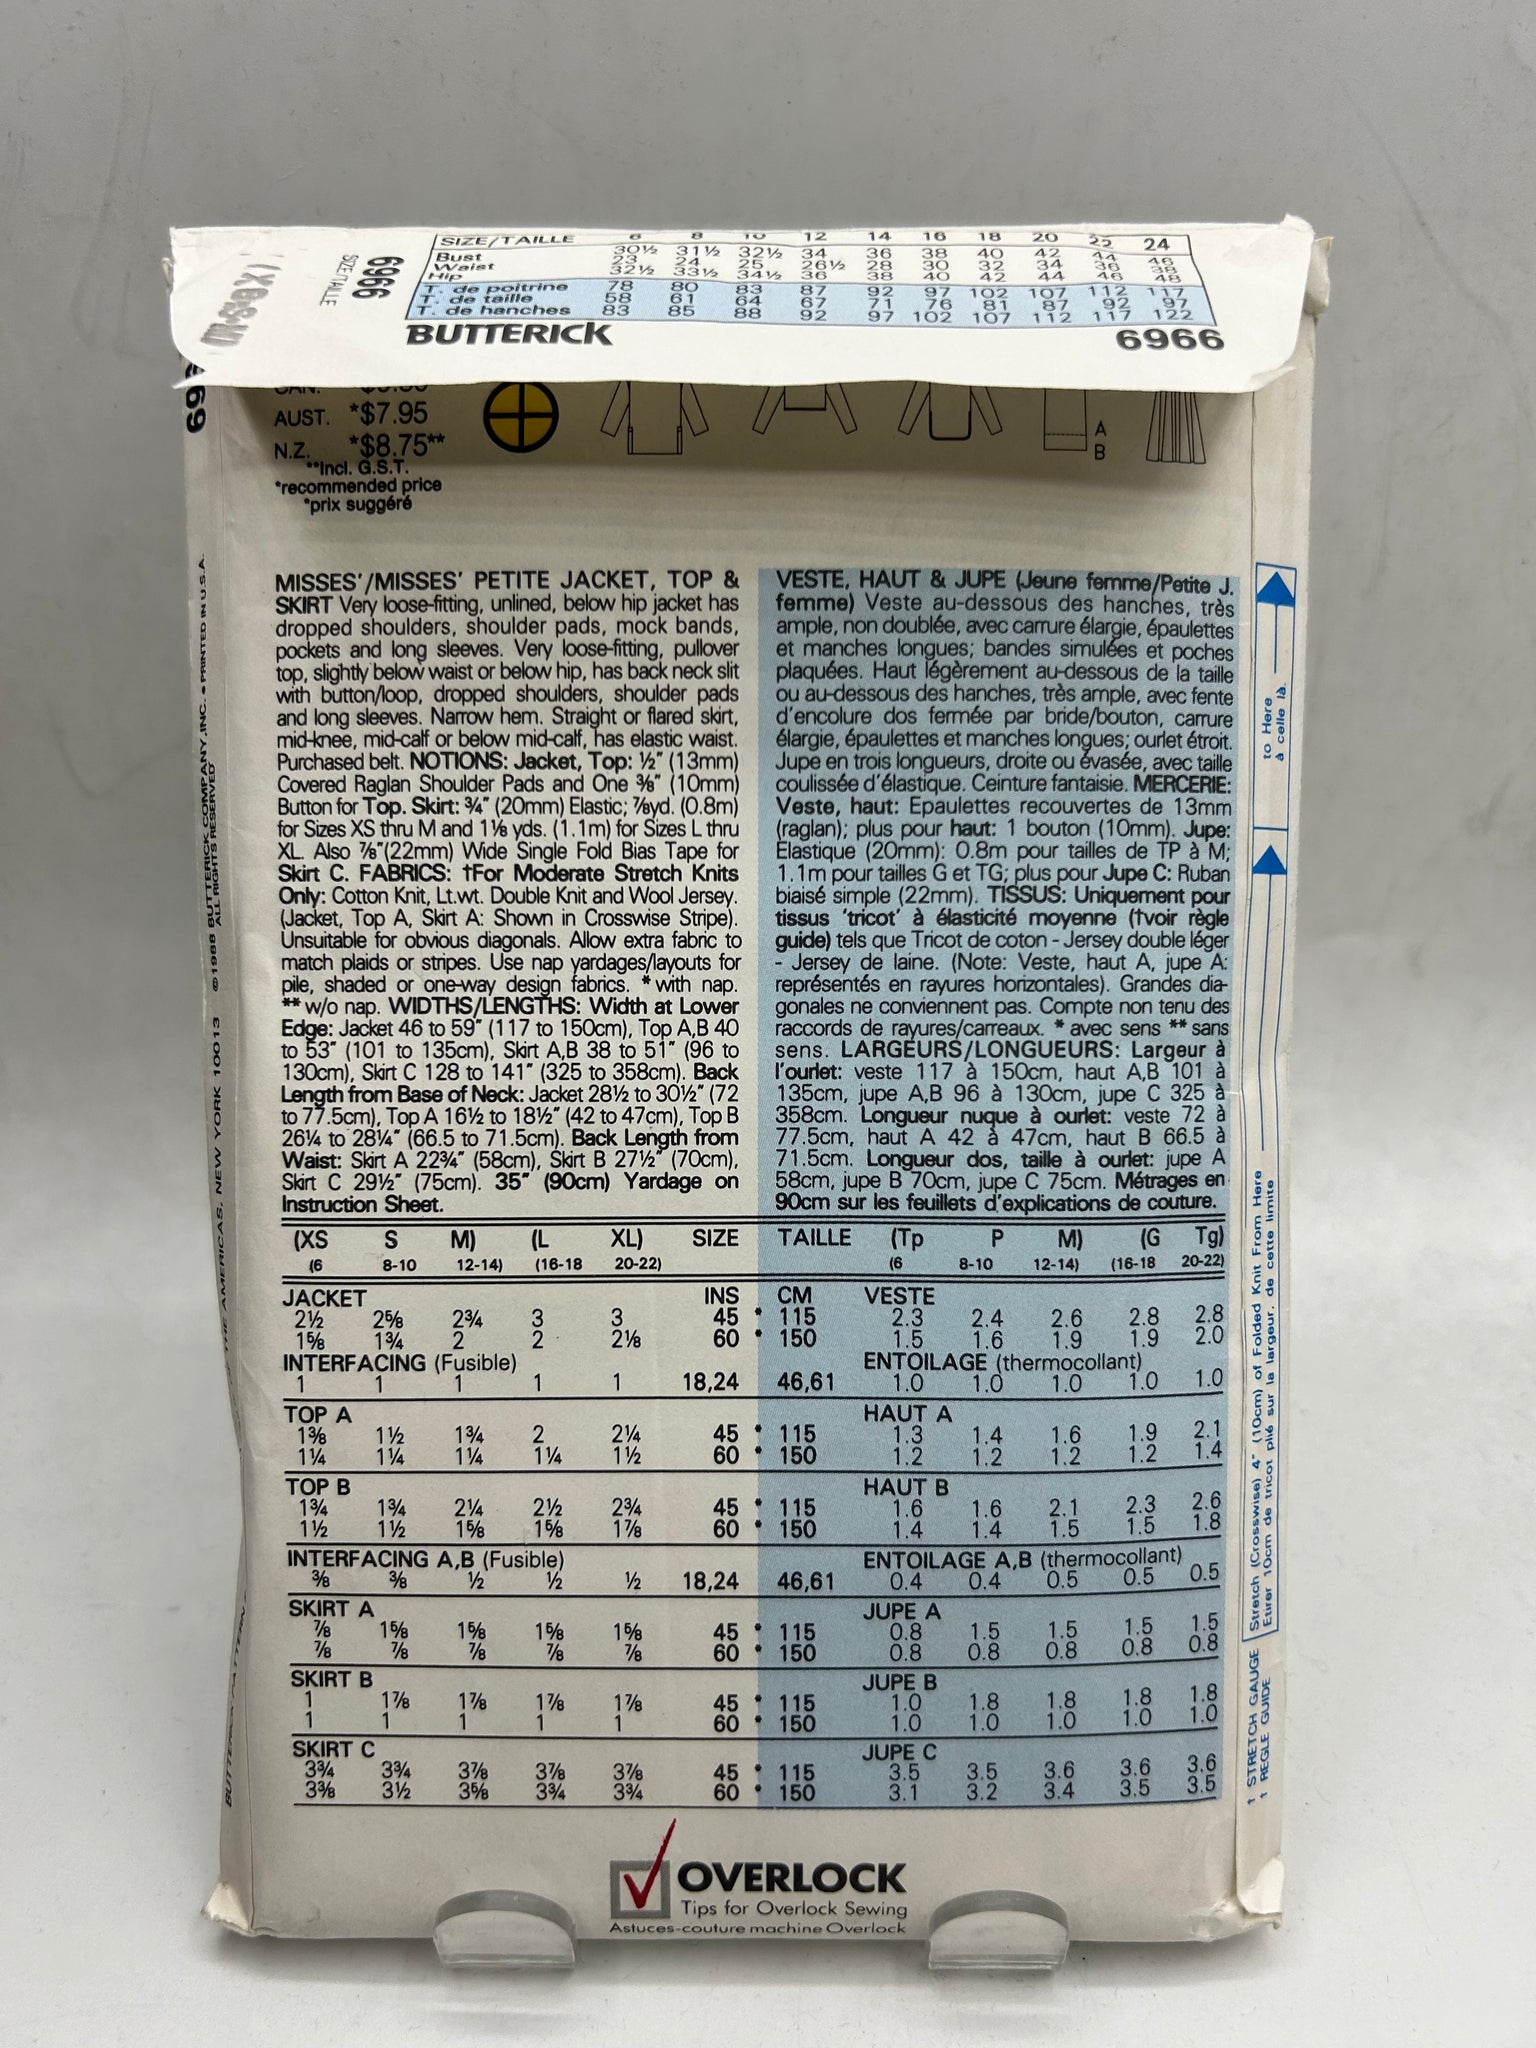 SIZE/TAILLE 6 8 10 12 14 16 18 20 22 24
Bust 30½ 31½ 32½ 34 36 38 40 42 44 46
Waist 23 24 25 26½ 28 30 32 34 36 38
Hip 32½ 33½ 34½ 36 38 40 42 44 46 48
T. de poitrine 78 80 83 87 92 97 102 107 112 117
T. de taille 58 61 64 67 71 76 81 87 92 97
T. de hanches 83 85 88 92 97 102 107 112 117 122
BUTTERICK 6966
6966
SIZE/TAILLE
CAN.
AUST. *$7.95
N.Z. *$8.75**
**Incl. G.S.T.
*recommended price
*prix suggéré
A
B
MISSES'/MISSES' PETITE JACKET, TOP &
SKIRT Very loose-fitting, unlined, below hip jacket has
dropped shoulders, shoulder pads, mock bands,
pockets and long sleeves. Very loose-fitting, pullover
top, slightly below waist or below hip, has back neck slit
with button/loop, dropped shoulders, shoulder pads
and long sleeves. Narrow hem. Straight or flared skirt,
mid-knee, mid-calf or below mid-calf, has elastic waist.
Purchased belt. NOTIONS: Jacket, Top: ½" (13mm)
Covered Raglan Shoulder Pads and One ⅜" (10mm)
Button for Top. Skirt: ¾" (20mm) Elastic; ⅞yd. (0.8m)
for Sizes XS thru M and 1⅛ yds. (1.1m) for Sizes L thru
XL. Also ⅞"(22mm) Wide Single Fold Bias Tape for
Skirt C. FABRICS: †For Moderate Stretch Knits
Only: Cotton Knit, Lt.wt. Double Knit and Wool Jersey.
(Jacket, Top A, Skirt A: Shown in Crosswise Stripe).
Unsuitable for obvious diagonals. Allow extra fabric to
match plaids or stripes. Use nap yardages/layouts for
pile, shaded or one-way design fabrics. * with nap.
** w/o nap. WIDTHS/LENGTHS: Width at Lower
Edge: Jacket 46 to 59" (117 to 150cm), Top A,B 40
to 53" (101 to 135cm), Skirt A,B 38 to 51" (96 to
130cm), Skirt C 128 to 141" (325 to 358cm). Back
Length from Base of Neck: Jacket 28½ to 30½" (72
to 77.5cm), Top A 16½ to 18½" (42 to 47cm), Top B
26¼ to 28¼" (66.5 to 71.5cm). Back Length from
Waist: Skirt A 22¾" (58cm), Skirt B 27½" (70cm),
Skirt C 29½" (75cm). 35" (90cm) Yardage on
Instruction Sheet.
VESTE, HAUT & JUPE (Jeune femme/Petite J.
femme) Veste au-dessous des hanches, très
ample, non doublée, avec carrure élargie, épaulettes
et manches longues; bandes simulées et poches
plaquées. Haut légèrement au-dessous de la taille
ou au-dessous des hanches, très ample, avec fente
d'encolure dos fermée par bride/bouton, carrure
élargie, épaulettes et manches longues; ourlet étroit.
Jupe en trois longueurs, droite ou évasée, avec taille
coulissée d'élastique. Ceinture fantaisie. MERCERIE:
Veste, haut: Epaulettes recouvertes de 13mm
(raglan); plus pour haut: 1 bouton (10mm). Jupe:
Elastique (20mm): 0.8m pour tailles de TP à M;
1.1m pour tailles G et TG; plus pour Jupe C: Ruban
biaisé simple (22mm). TISSUS: Uniquement pour
tissus 'tricot' à élasticité moyenne (†voir règle
guide) tels que Tricot de coton - Jersey double léger
- Jersey de laine. (Note: Veste, haut A, jupe A:
représentés en rayures horizontales). Grandes dia-
gonales ne conviennent pas. Compte non tenu des
raccords de rayures/carreaux. * avec sens ** sans
sens. LARGEURS/LONGUEURS: Largeur à
l'ourlet: veste 117 à 150cm, haut A,B 101 à
135cm, jupe A,B 96 à 130cm, jupe C 325 à
358cm. Longueur nuque à ourlet: veste 72 à
77.5cm, haut A 42 à 47cm, haut B 66.5 à
71.5cm. Longueur dos, taille à ourlet: jupe A
58cm, jupe B 70cm, jupe C 75cm. Métrages en
90cm sur les feuillets d'explications de couture.
(XS S M) (L XL) SIZE TAILLE (Tp P M) (G Tg)
(6 8-10 12-14) (16-18 20-22) (6 8-10 12-14) (16-18 20-22)
JACKET INS CM VESTE
2½ 2⅝ 2¾ 3 3 45 * 115 2.3 2.4 2.6 2.8 2.8
1⅝ 1¾ 2 2 2⅛ 60 * 150 1.5 1.6 1.9 1.9 2.0
INTERFACING (Fusible) ENTOILAGE (thermocollant)
1 1 1 1 1 18,24 46,61 1.0 1.0 1.0 1.0 1.0
TOP A HAUT A
1⅜ 1½ 1¾ 2 2¼ 45 * 115 1.3 1.4 1.6 1.9 2.1
1¼ 1¼ 1¼ 1¼ 1½ 60 * 150 1.2 1.2 1.2 1.2 1.4
TOP B HAUT B
1¾ 1¾ 2¼ 2½ 2¾ 45 * 115 1.6 1.6 2.1 2.3 2.6
1½ 1½ 1⅝ 1⅝ 1⅞ 60 * 150 1.4 1.4 1.5 1.5 1.8
INTERFACING A,B (Fusible) ENTOILAGE A,B (thermocollant)
⅜ ⅜ ½ ½ ½ 18,24 46,61 0.4 0.4 0.5 0.5 0.5
SKIRT A JUPE A
⅞ 1⅝ 1⅝ 1⅝ 1⅝ 45 * 115 0.8 1.5 1.5 1.5 1.5
⅞ ⅞ ⅞ ⅞ ⅞ 60 * 150 0.8 0.8 0.8 0.8 0.8
SKIRT B JUPE B
1 1⅞ 1⅞ 1⅞ 1⅞ 45 * 115 1.0 1.8 1.8 1.8 1.8
1 1 1 1 1 60 * 150 1.0 1.0 1.0 1.0 1.0
SKIRT C JUPE C
3¾ 3¾ 3⅞ 3⅞ 3⅞ 45 * 115 3.5 3.5 3.6 3.6 3.6
3⅜ 3½ 3⅝ 3¾ 3¾ 60 * 150 3.1 3.2 3.4 3.5 3.5
OVERLOCK
Tips for Overlock Sewing
Astuces-couture machine Overlock
to Here
à celle là.
† STRETCH GAUGE Stretch (Crosswise) 4" (10cm) of Folded Knit From Here
† REGLE GUIDE Etirer 10cm de tricot plié sur la largeur, de cette limite
OF THE AMERICAS, NEW YORK 10013 ©1988 BUTTERICK COMPANY, INC. ● PRINTED IN U.S.A.
ALL RIGHTS RESERVED